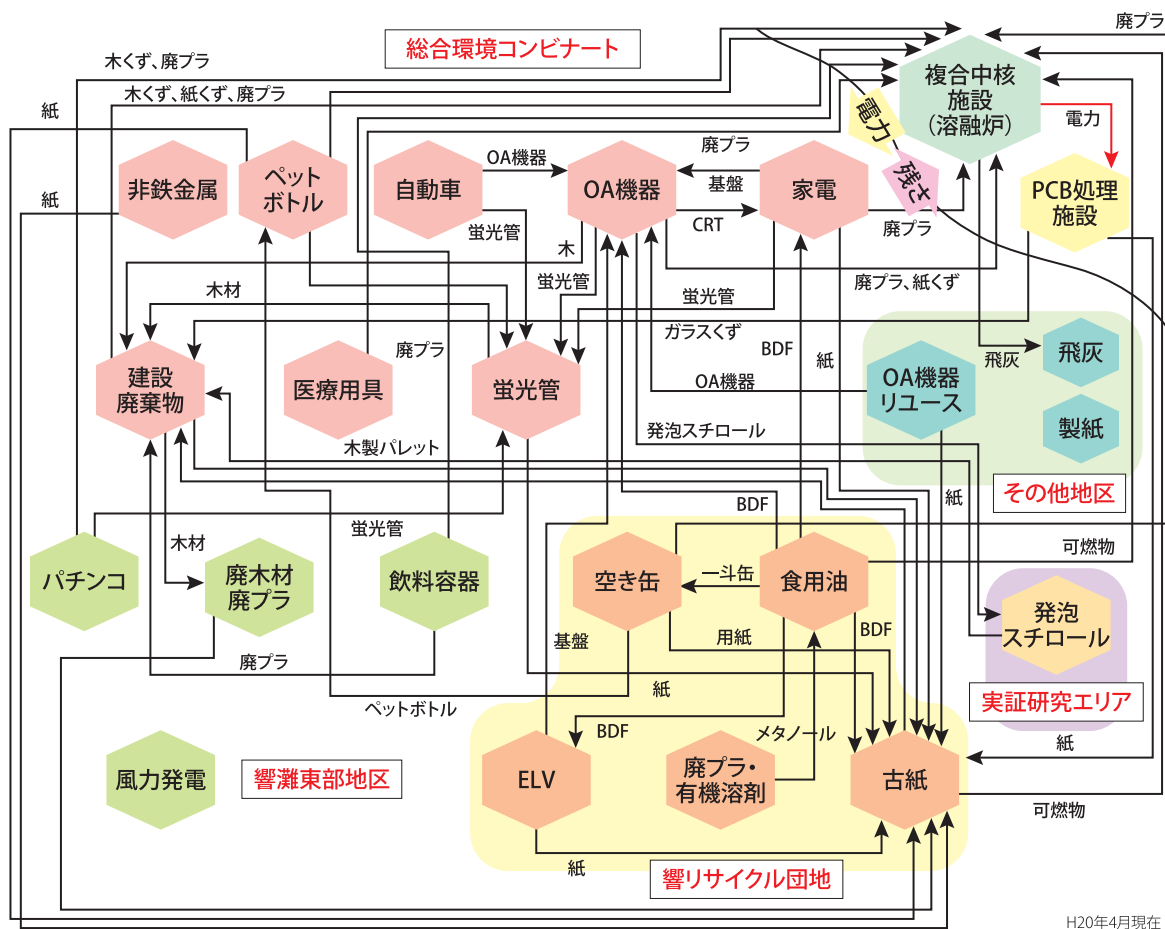 廃プラ
総合環境コンビナート
木くず、廃プラ
複合中核
施設
（溶融炉）
木くず、紙くず、廃プラ
紙
電力
電力
廃プラ
OA機器
非鉄金属
ペット
ボトル
自動車
OA機器
基盤
家電
残さ
PCB処理
施設
紙
CRT
廃プラ
蛍光管
木
蛍光管
廃プラ、紙くず
木材
蛍光管
ガラスくず
廃プラ
BDF
紙
飛灰
飛灰
建設
廃棄物
医療用具
蛍光管
OA機器
OA機器
リユース
製紙
発泡スチロール
木製パレット
その他地区
紙
BDF
蛍光管
木材
可燃物
パチンコ
廃木材
廃プラ
飲料容器
空き缶
一斗缶
食用油
発泡
スチロール
基盤
用紙
BDF
廃プラ
紙
実証研究エリア
ペットボトル
BDF
メタノール
紙
風力発電
響灘東部地区
ELV
廃プラ・
有機溶剤
古紙
可燃物
紙
響リサイクル団地
H20年4月現在